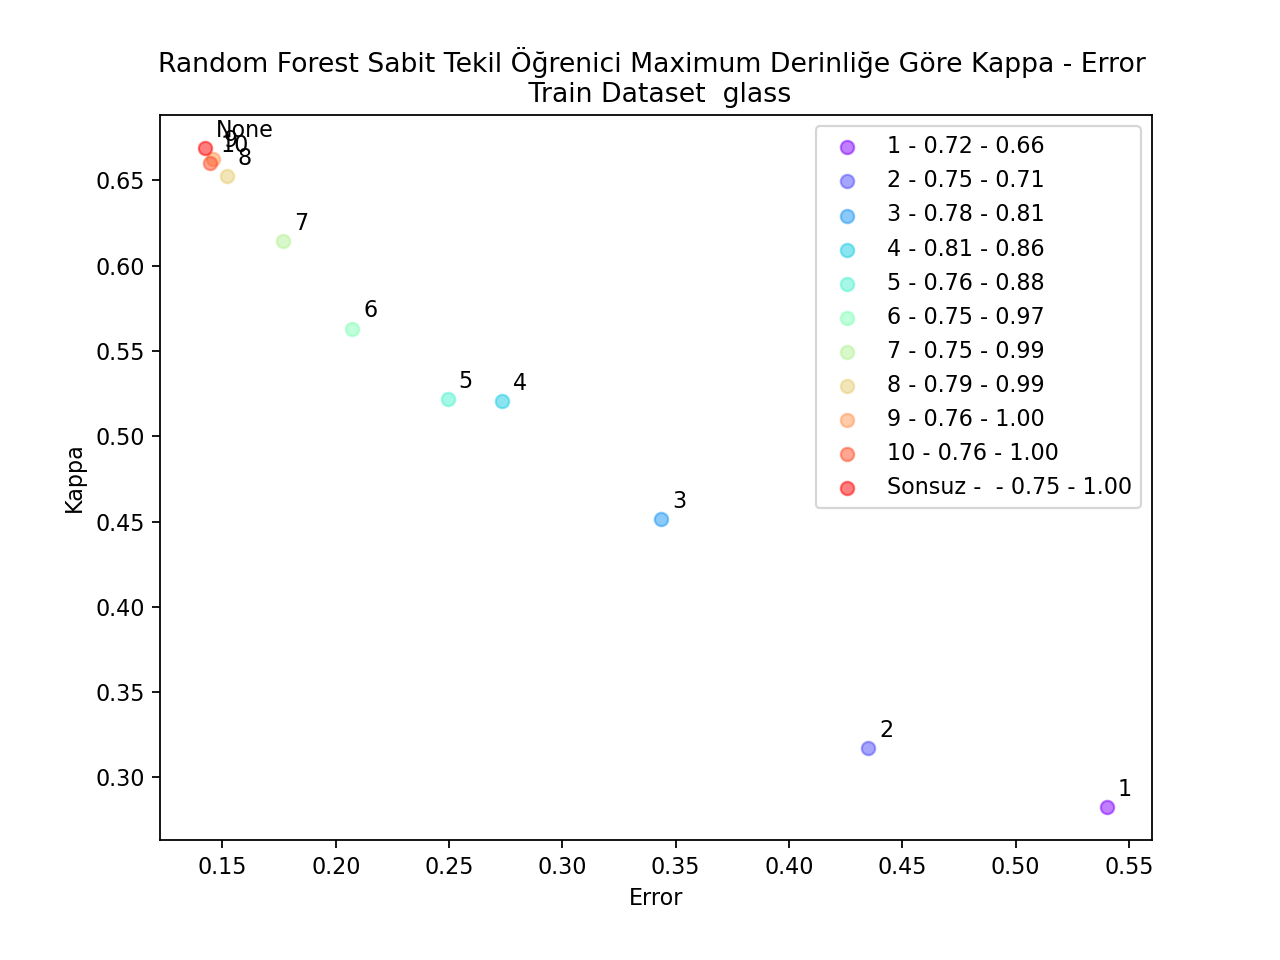 Random Forest Sabit Tekil Öğrenici Maximum Derinliğe Göre Kappa - Error
Train Dataset  glass
None
9
10
8
7
6
5
4
3
2
1
1 - 0.72 - 0.66
2 - 0.75 - 0.71
3 - 0.78 - 0.81
4 - 0.81 - 0.86
5 - 0.76 - 0.88
6 - 0.75 - 0.97
7 - 0.75 - 0.99
8 - 0.79 - 0.99
9 - 0.76 - 1.00
10 - 0.76 - 1.00
Sonsuz -  - 0.75 - 1.00
Kappa
0.65
0.60
0.55
0.50
0.45
0.40
0.35
0.30
0.15 0.20 0.25 0.30 0.35 0.40 0.45 0.50 0.55
Error